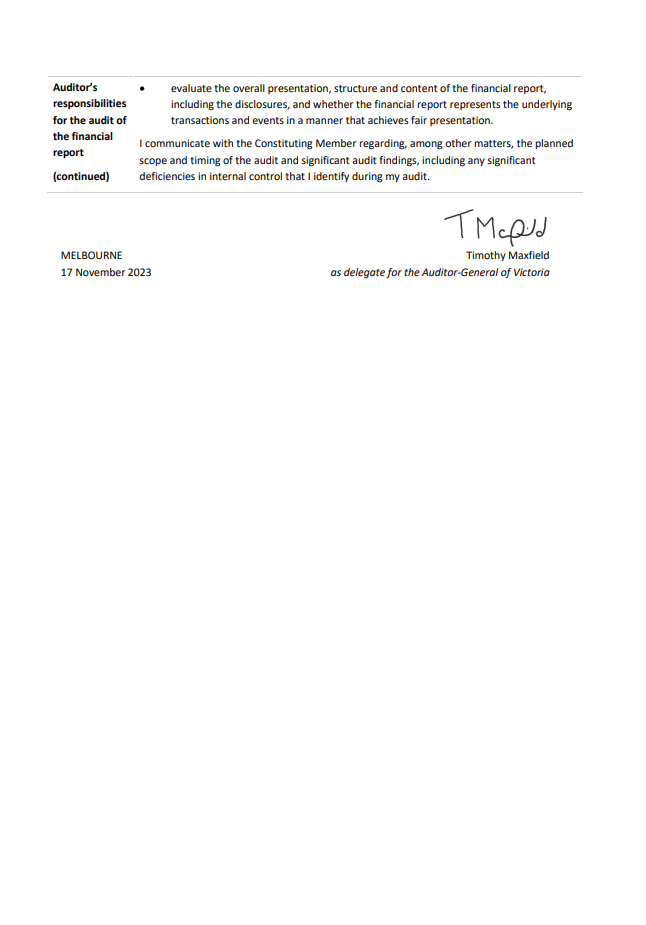 Auditor’s
responsibilities
for the audit of
the financial
report
(continued)
• evaluate the overall presentation, structure and content of the financial report,
including the disclosures, and whether the financial report represents the underlying
transactions and events in a manner that achieves fair presentation.
I communicate with the Constituting Member regarding, among other matters, the planned
scope and timing of the audit and significant audit findings, including any significant
deficiencies in internal control that I identify during my audit.
MELBOURNE
17 November 2023
Timothy Maxfield
as delegate for the Auditor-General of Victoria